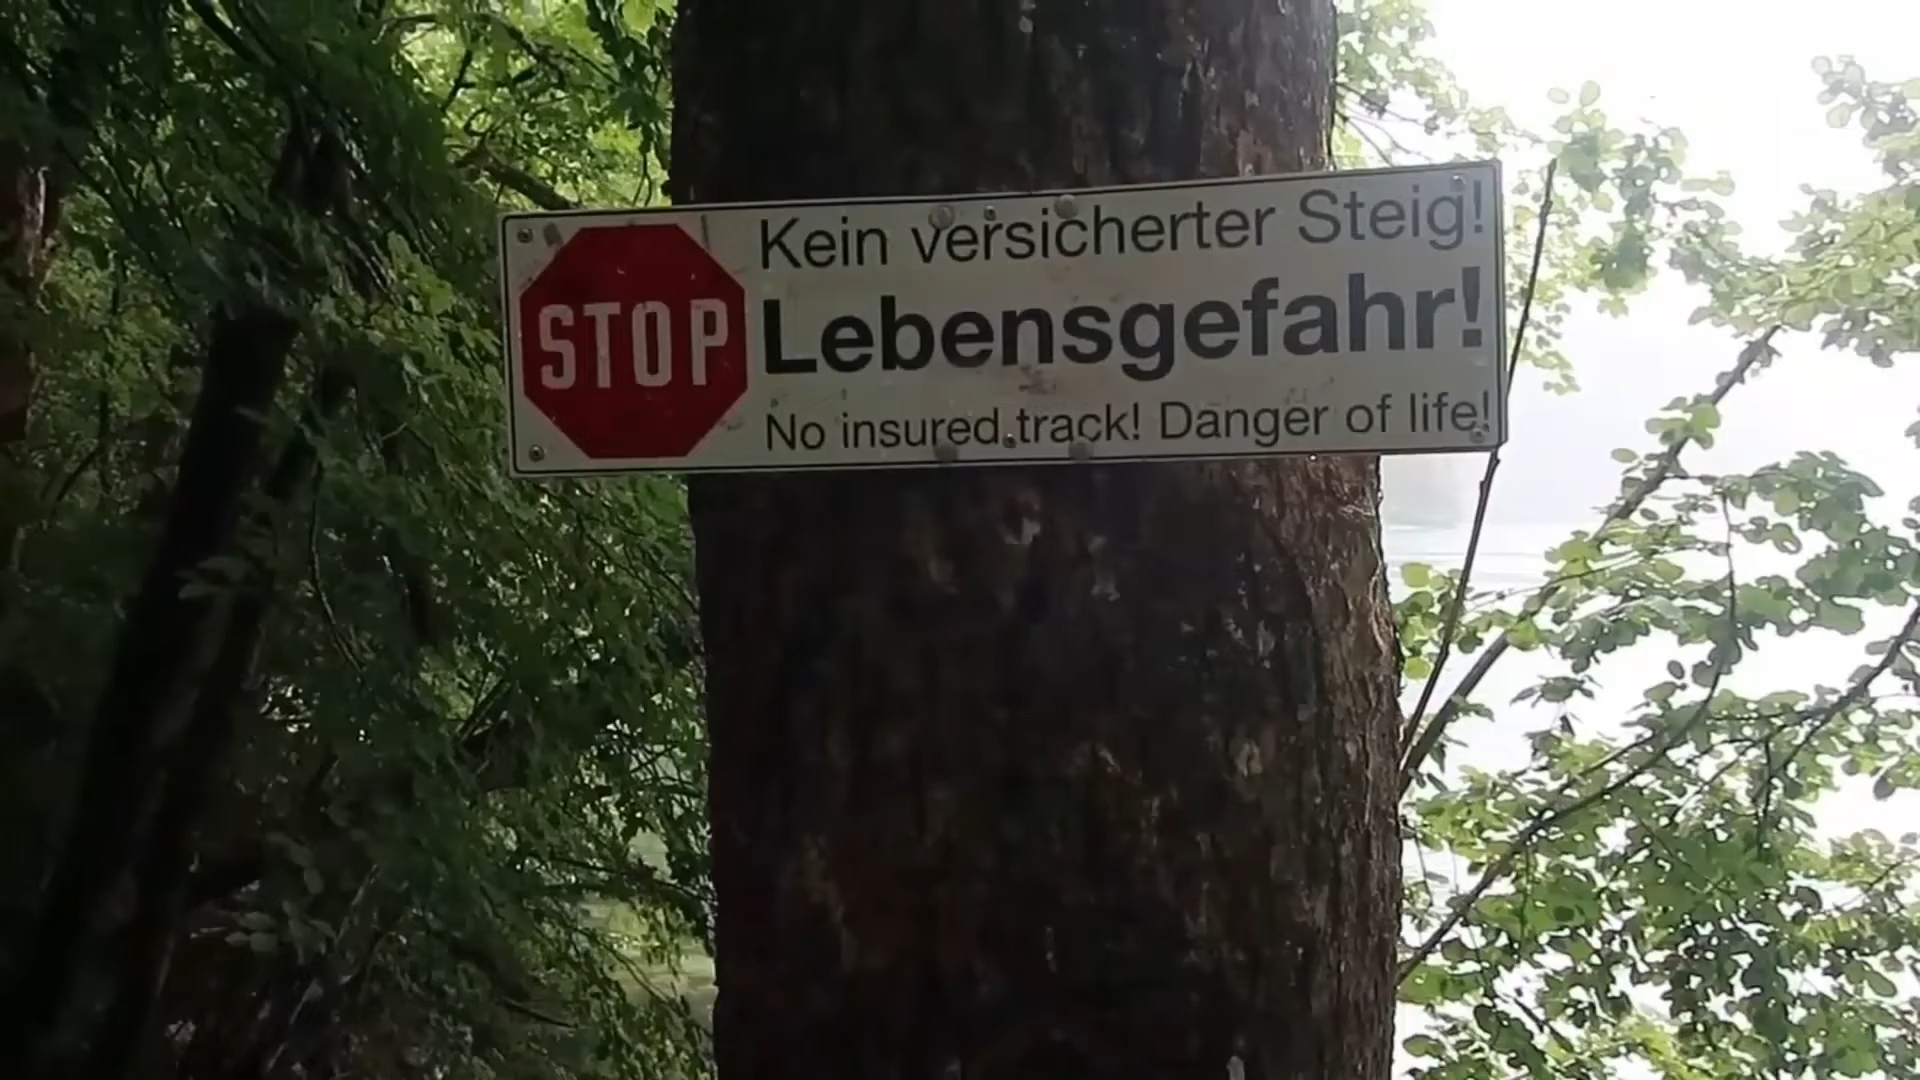 STOP
Kein versicherter Steig!
Lebensgefahr!
No insured track! Danger of life!